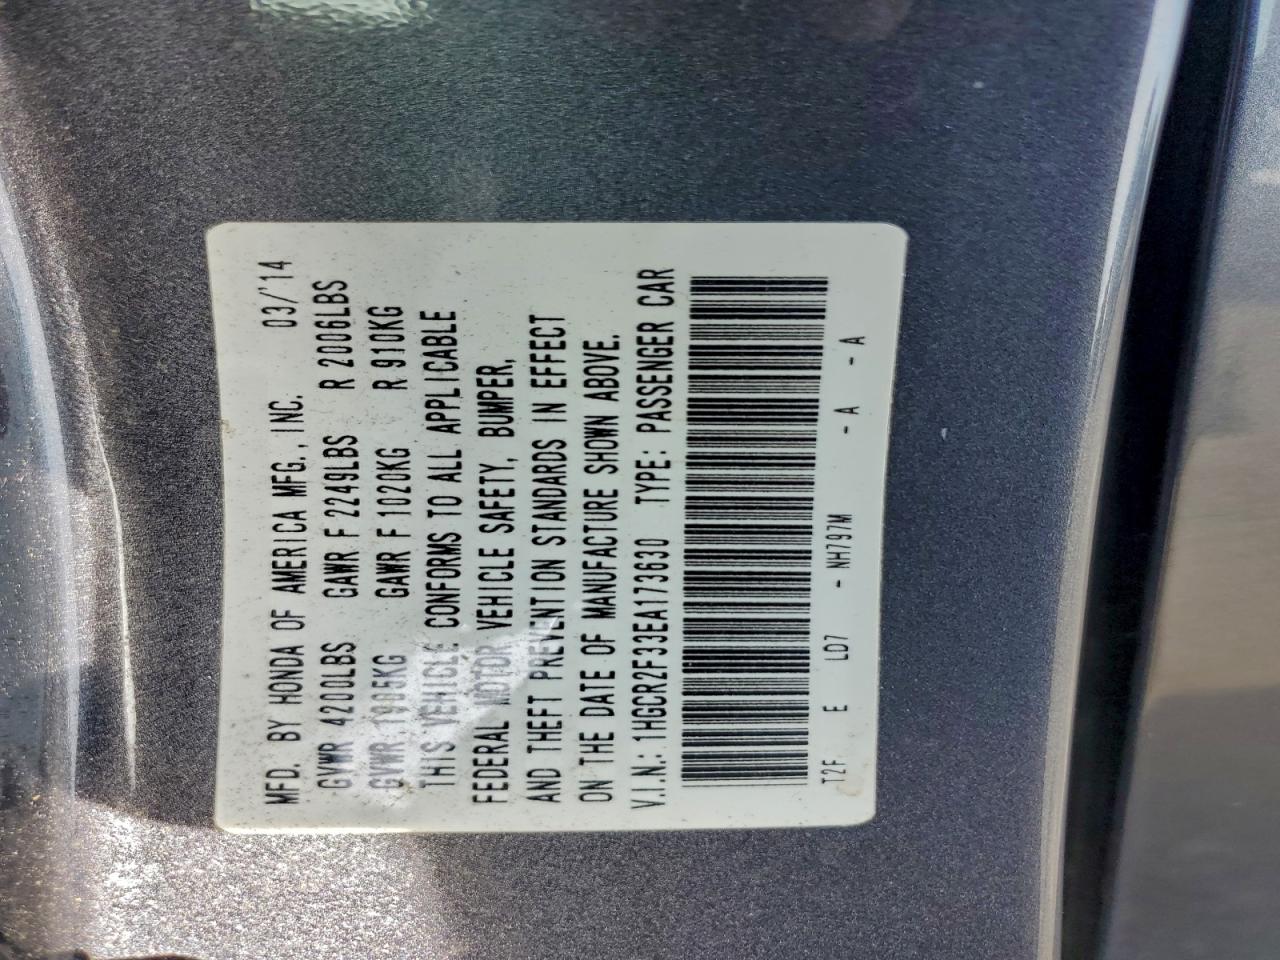 MFD. BY HONDA OF AMERICA MFG., INC. 03/'14
GVWR 4200LBS GAWR F 2249LBS R 2006LBS
GVWR 1905KG GAWR F 1020KG R 910KG
THIS VEHICLE CONFORMS TO ALL APPLICABLE
FEDERAL MOTOR VEHICLE SAFETY, BUMPER,
AND THEFT PREVENTION STANDARDS IN EFFECT
ON THE DATE OF MANUFACTURE SHOWN ABOVE.
V.I.N.: 1HGCR2F33EA173630 TYPE: PASSENGER CAR
T2F E LD7 - NH797M - A - A